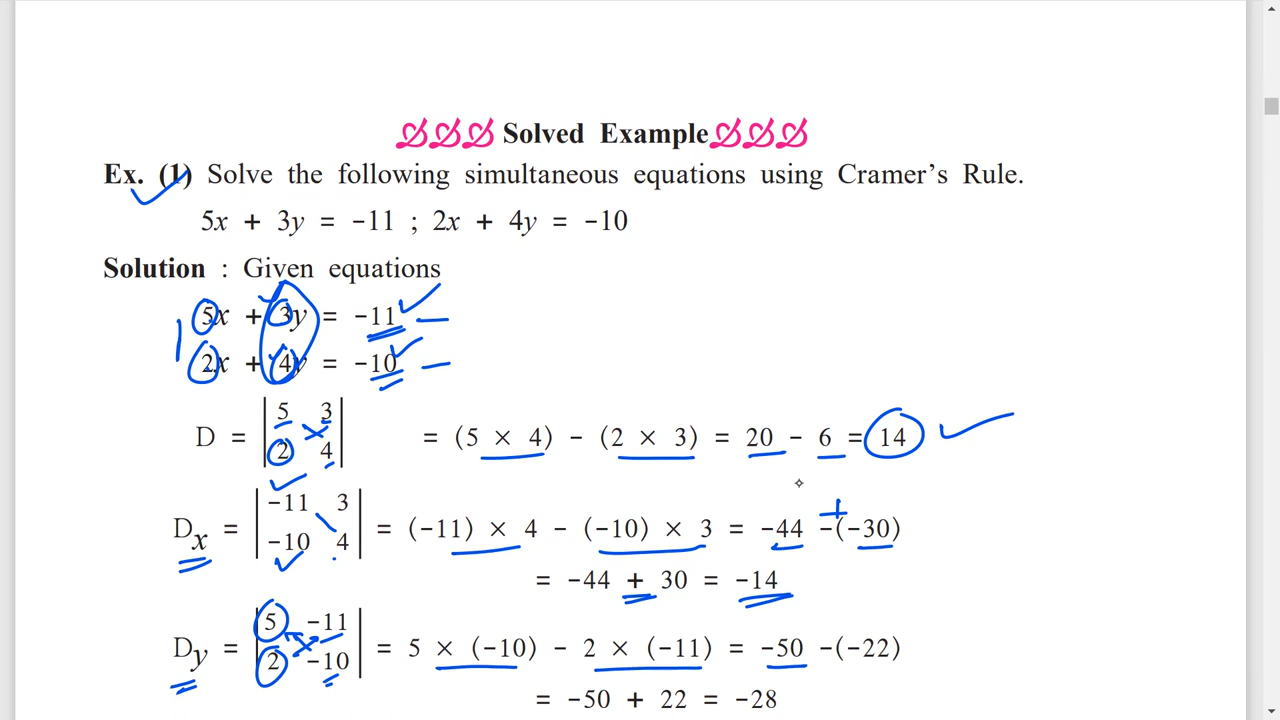 Solved Example
Ex. (1) Solve the following simultaneous equations using Cramer's Rule.
5x + 3y = -11 ; 2x + 4y = -10
Solution : Given equations
5x + 3y = -11
2x + 4y = -10
D = | 5 3 | = (5 × 4) - (2 × 3) = 20 - 6 = 14
| 2 4 |
Dx = | -11 3 | = (-11) × 4 - (-10) × 3 = -44 -(-30)
| -10 4 |
+
= -44 + 30 = -14
Dy = | 5 -11 | = 5 × (-10) - 2 × (-11) = -50 -(-22)
| 2 -10 |
= -50 + 22 = -28